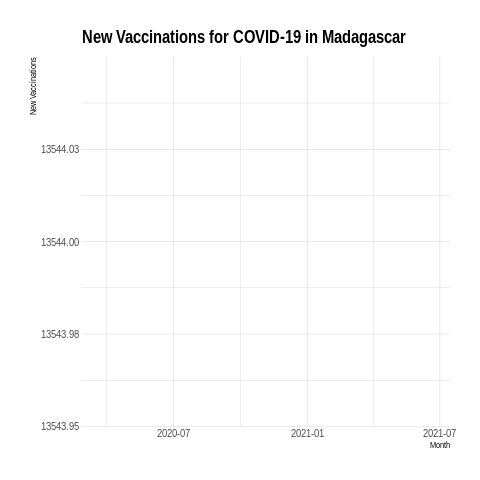 New Vaccinations for COVID-19 in Madagascar
New Vaccinations
13544.03
13544.00
13543.98
13543.95
2020-07 2021-01 2021-07
Month